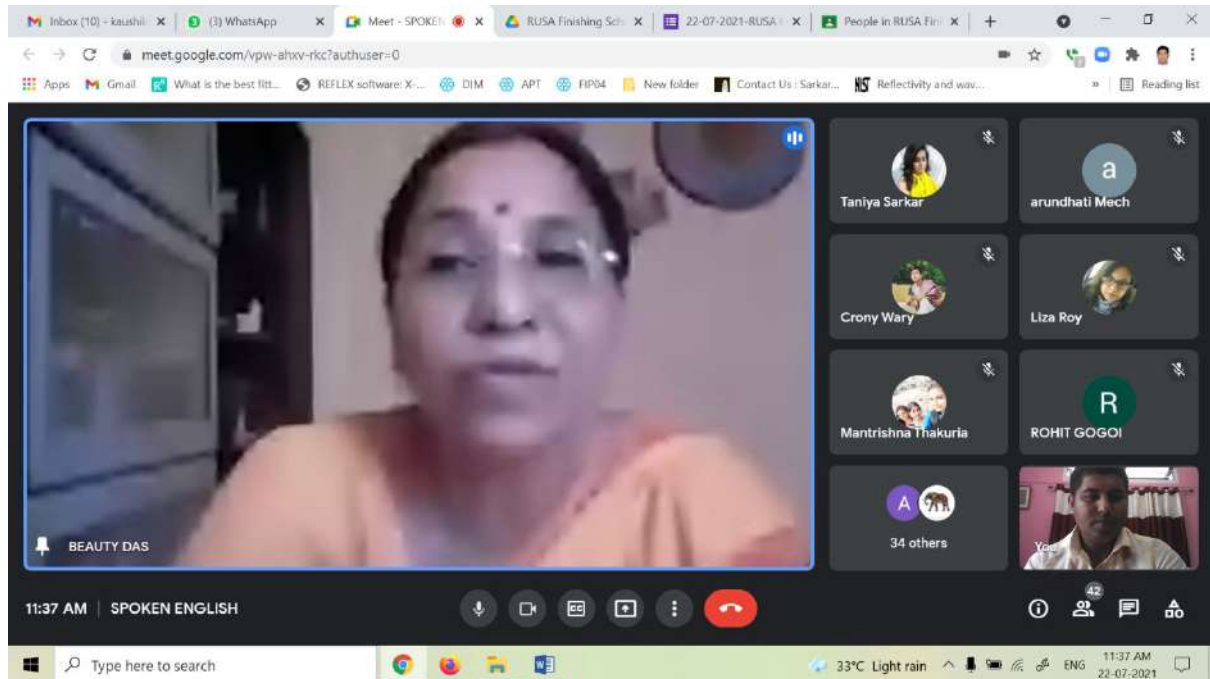 Inbox (10) - kaushik
(3) WhatsApp
Meet - SPOKEN
RUSA Finishing Sch
22-07-2021-RUSA
People in RUSA Fin
meet.google.com/vpw-ahxv-rkc?authuser=0
Apps
Gmail
What is the best fitt...
REFLEX software: X-...
DIM
APT
FIP04
New folder
Contact Us : Sarkar...
Reflectivity and wav...
»
Reading list
Taniya Sarkar
a
arundhati Mech
Crony Wary
Liza Roy
Mantrishna Thakuria
R
ROHIT GOGOI
A
34 others
You
BEAUTY DAS
11:37 AM | SPOKEN ENGLISH
CC
42
Type here to search
33°C Light rain
ENG
11:37 AM
22-07-2021